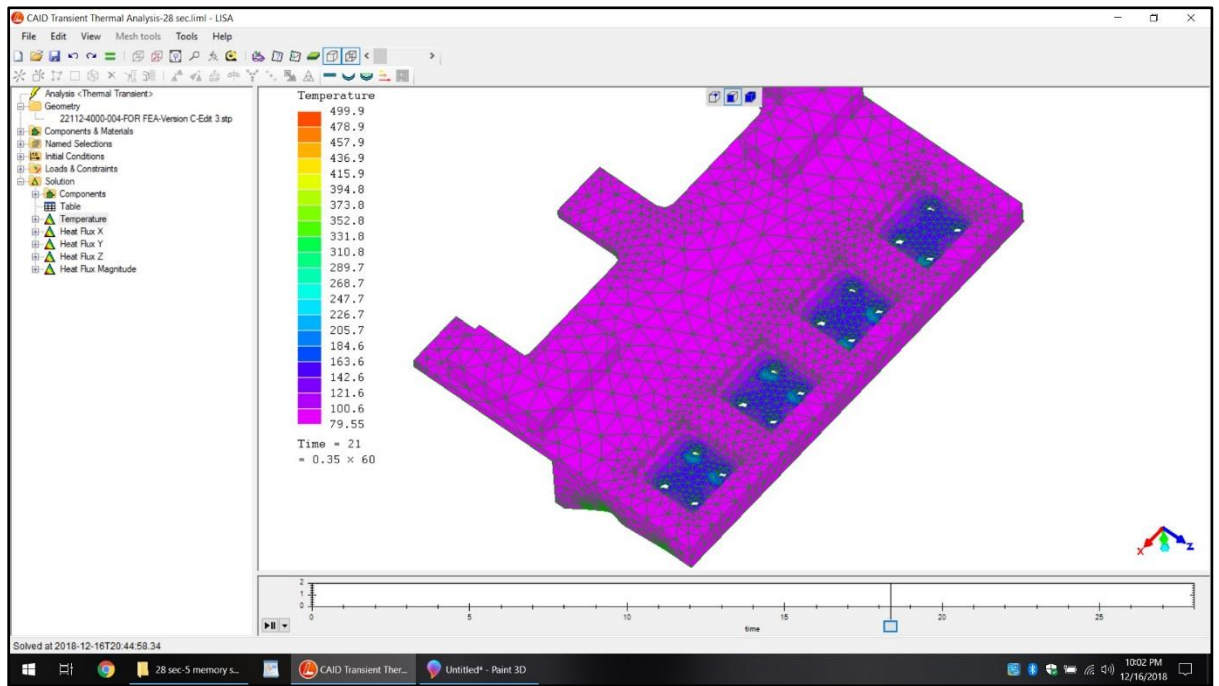 CAID Transient Thermal Analysis-28 sec.liml - LISA
File Edit View Mesh tools Tools Help
Analysis <Thermal Transient>
Geometry
22112-4000-004-FOR FEA-Version C-Edit 3.stp
Components & Materials
Named Selections
Initial Conditions
Loads & Constraints
Solution
Components
Table
Temperature
Heat Flux X
Heat Flux Y
Heat Flux Z
Heat Flux Magnitude
Temperature
499.9
478.9
457.9
436.9
415.9
394.8
373.8
352.8
331.8
310.8
289.7
268.7
247.7
226.7
205.7
184.6
163.6
142.6
121.6
100.6
79.55
Time = 21
= 0.35 × 60
X
Z
2
1
0
0 5 10 15 20 25
time
Solved at 2018-12-16T20:44:58.34
28 sec-5 memory s...
CAID Transient Ther...
Untitled* - Paint 3D
10:02 PM
12/16/2018